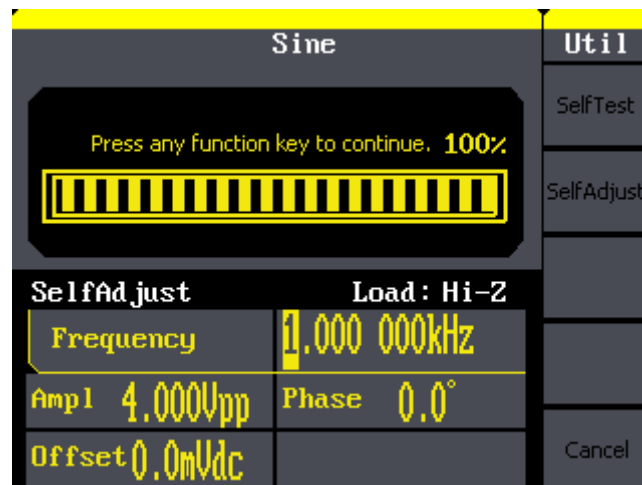 Sine
Util
SelfTest
Press any function key to continue. 100%
SelfAdjust
SelfAdjust Load: Hi-Z
Frequency 1.000 000kHz
Ampl 4.000Vpp Phase 0.0°
Offset 0.0mVdc
Cancel